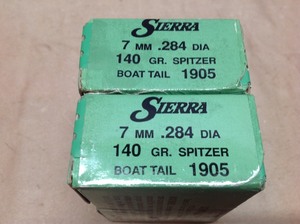 SIERRA
7 MM .284 DIA
140 GR. SPITZER
BOAT TAIL 1905
SIERRA
7 MM .284 DIA
140 GR. SPITZER
BOAT TAIL 1905